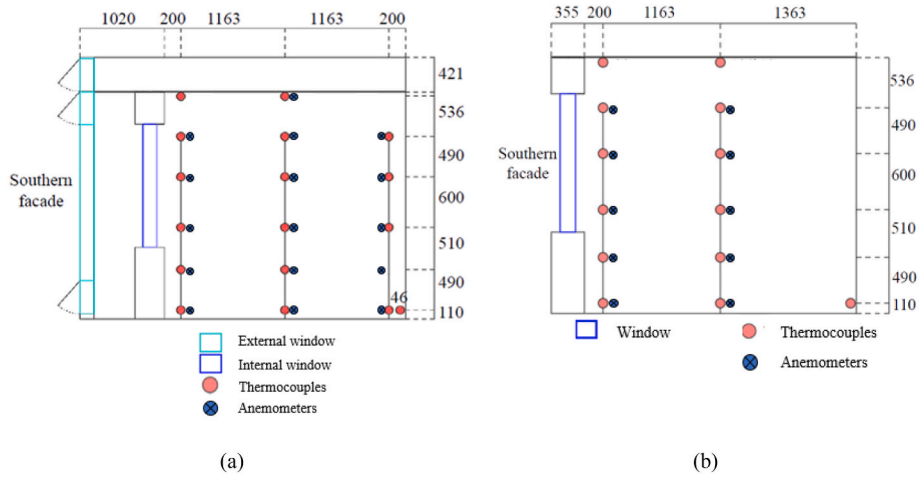 1020 200 1163 1163 200
421
536
490
600
510
490
110
46
Southern
facade
External window
Internal window
Thermocouples
Anemometers
(a)
355 200 1163 1363
536
490
600
510
490
110
Southern
facade
Window
Thermocouples
Anemometers
(b)